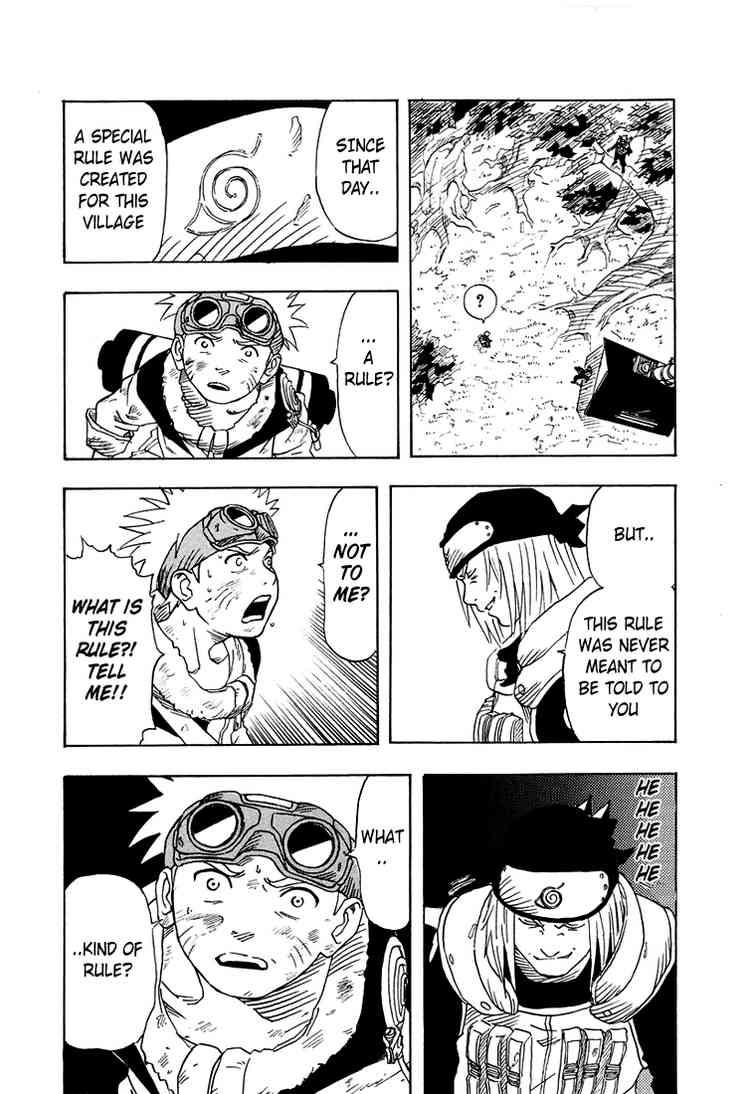 ?
SINCE
THAT
DAY..
A SPECIAL
RULE WAS
CREATED
FOR THIS
VILLAGE
...
A
RULE?
BUT..
THIS RULE
WAS NEVER
MEANT TO
BE TOLD TO
YOU
...
NOT
TO
ME?
WHAT IS
THIS
RULE?!
TELL
ME!!
HE
HE
HE
HE
HE
WHAT
..
..KIND OF
RULE?